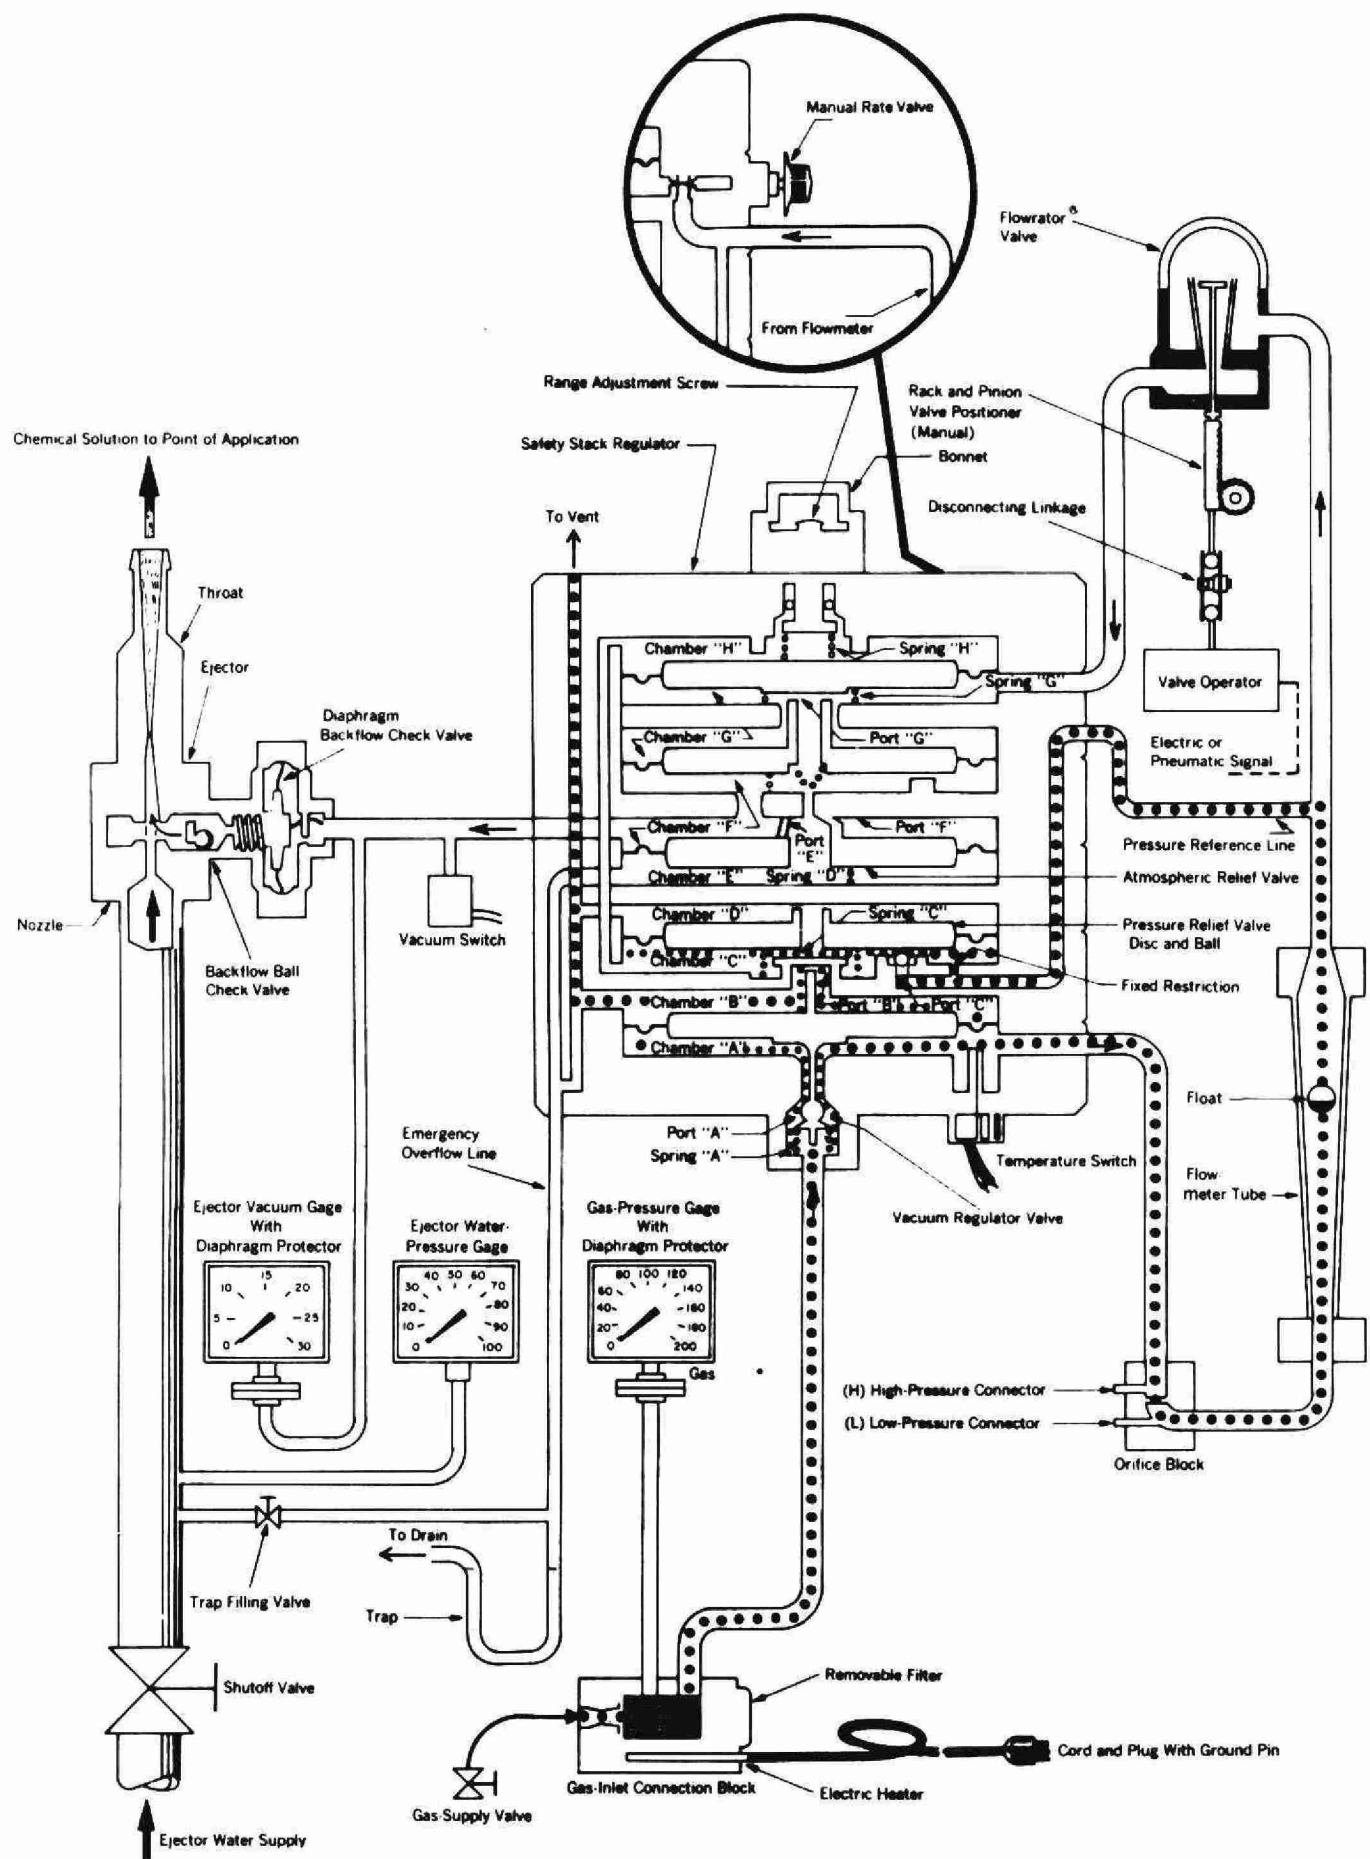 Manual Rate Valve
From Flowmeter
Flowrator®
Valve
Range Adjustment Screw
Rack and Pinion
Valve Positioner
(Manual)
Safety Stack Regulator
Bonnet
Chemical Solution to Point of Application
To Vent
Disconnecting Linkage
Throat
Ejector
Chamber "H"
Spring "H"
Spring "G"
Valve Operator
Diaphragm
Backflow Check Valve
Chamber "G"
Port "G"
Electric or
Pneumatic Signal
Chamber "F"
Port "F"
Port
"E"
Pressure Reference Line
Chamber "E"
Spring "D"
Atmospheric Relief Valve
Nozzle
Vacuum Switch
Chamber "D"
Spring "C"
Pressure Relief Valve
Disc and Ball
Backflow Ball
Check Valve
Chamber "C"
Fixed Restriction
Chamber "B"
Port "B"
Port "C"
Chamber "A"
Float
Emergency
Overflow Line
Port "A"
Spring "A"
Temperature Switch
Flow-
meter Tube
Vacuum Regulator Valve
Ejector Vacuum Gage
With
Diaphragm Protector
0 5 10 15 20 25 30
Ejector Water-
Pressure Gage
0 10 20 30 40 50 60 70 80 90 100
Gas-Pressure Gage
With
Diaphragm Protector
0 20 40 60 80 100 120 140 160 180 200
Gas
(H) High-Pressure Connector
(L) Low-Pressure Connector
Orifice Block
To Drain
Trap Filling Valve
Trap
Shutoff Valve
Removable Filter
Cord and Plug With Ground Pin
Gas-Inlet Connection Block
Electric Heater
Gas-Supply Valve
Ejector Water Supply